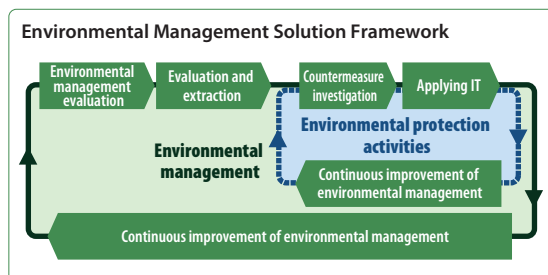 Environmental Management Solution Framework
Environmental
management
evaluation
Evaluation and
extraction
Countermeasure
investigation
Applying IT
Environmental protection
activities
Environmental
management
Continuous improvement of
environmental management
Continuous improvement of environmental management